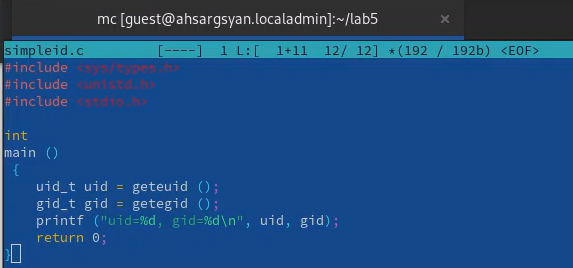 mc [guest@ahsargsyan.localadmin]:~/lab5 ×
simpleid.c [----] 1 L:[ 1+11 12/ 12] *(192 / 192b) <EOF>
#include <sys/types.h>
#include <unistd.h>
#include <stdio.h>
int
main ()
{
uid_t uid = geteuid ();
gid_t gid = getegid ();
printf ("uid=%d, gid=%d\n", uid, gid);
return 0;
}